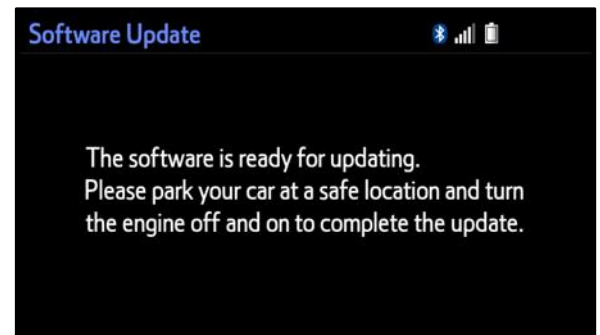 Software Update
The software is ready for updating.
Please park your car at a safe location and turn
the engine off and on to complete the update.